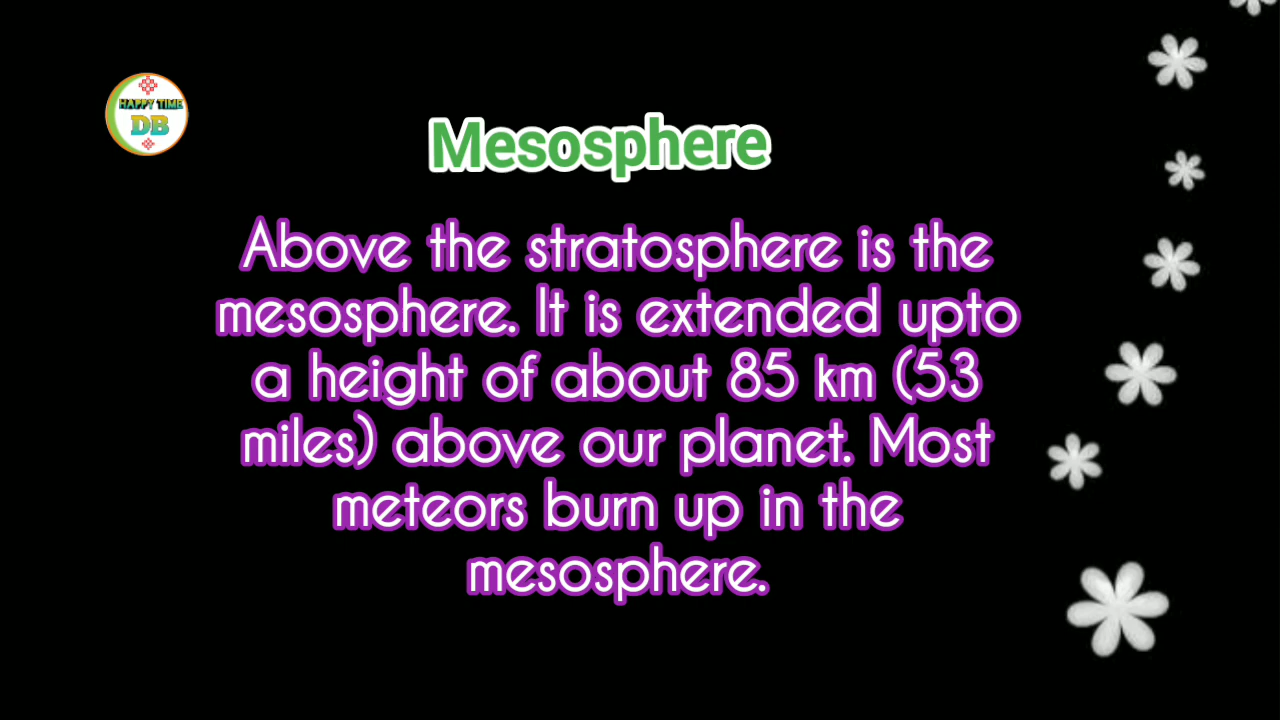 HAPPY TIME
DB
Mesosphere
Above the stratosphere is the
mesosphere. It is extended upto
a height of about 85 km (53
miles) above our planet. Most
meteors burn up in the
mesosphere.